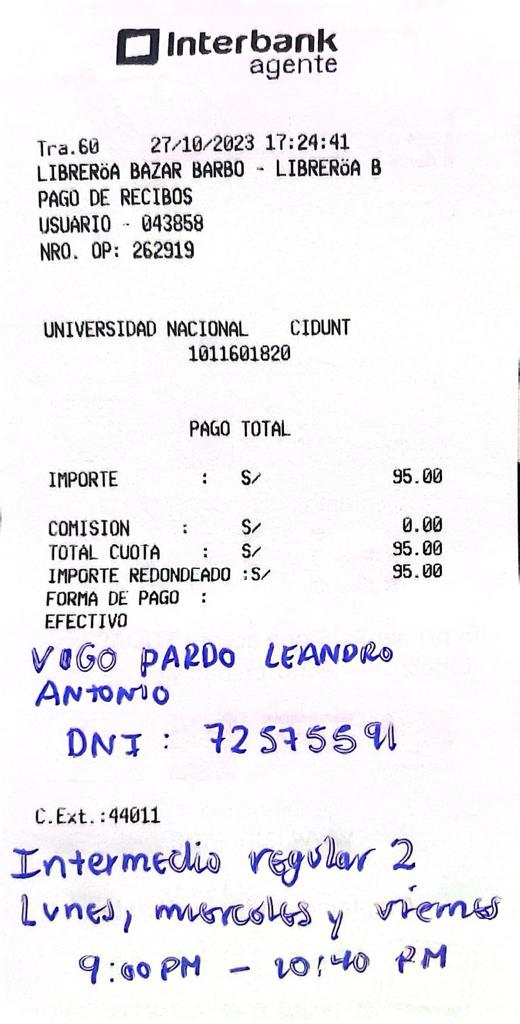 Interbank
agente
Tra.60 27/10/2023 17:24:41
LIBRERöA BAZAR BARBO - LIBRERöA B
PAGO DE RECIBOS
USUARIO - 043858
NRO. OP: 262919
UNIVERSIDAD NACIONAL CIDUNT
1011601820
PAGO TOTAL
IMPORTE : S/ 95.00
COMISION : S/ 0.00
TOTAL CUOTA : S/ 95.00
IMPORTE REDONDEADO :S/ 95.00
FORMA DE PAGO :
EFECTIVO
VIGO PARDO LEANDRO
ANTONIO
DNI : 72575591
C.Ext.:44011
Intermedio regular 2
Lunes, miercoles y viernes
9:00 PM - 10:40 PM